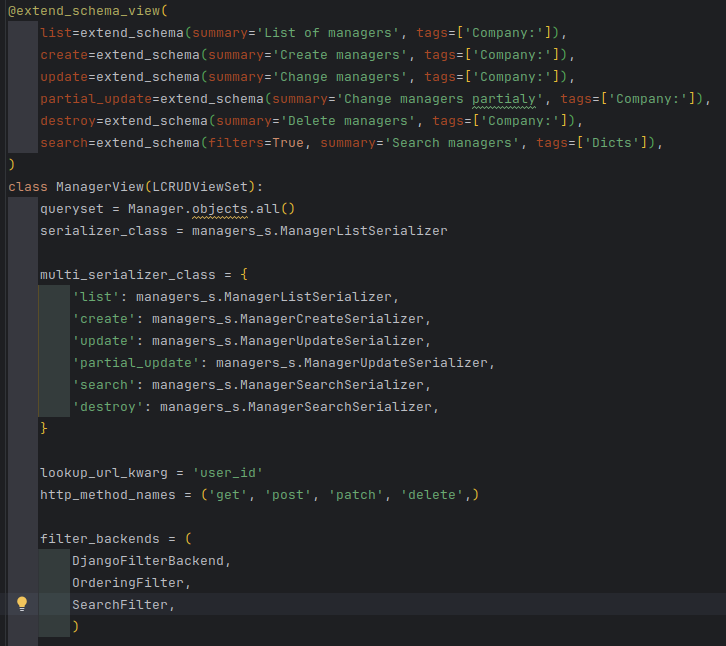 @extend_schema_view(
    list=extend_schema(summary='List of managers', tags=['Company:']),
    create=extend_schema(summary='Create managers', tags=['Company:']),
    update=extend_schema(summary='Change managers', tags=['Company:']),
    partial_update=extend_schema(summary='Change managers partialy', tags=['Company:']),
    destroy=extend_schema(summary='Delete managers', tags=['Company:']),
    search=extend_schema(filters=True, summary='Search managers', tags=['Dicts']),
)
class ManagerView(LCRUDViewSet):
    queryset = Manager.objects.all()
    serializer_class = managers_s.ManagerListSerializer

    multi_serializer_class = {
        'list': managers_s.ManagerListSerializer,
        'create': managers_s.ManagerCreateSerializer,
        'update': managers_s.ManagerUpdateSerializer,
        'partial_update': managers_s.ManagerUpdateSerializer,
        'search': managers_s.ManagerSearchSerializer,
        'destroy': managers_s.ManagerSearchSerializer,
    }

    lookup_url_kwarg = 'user_id'
    http_method_names = ('get', 'post', 'patch', 'delete',)

    filter_backends = (
        DjangoFilterBackend,
        OrderingFilter,
        SearchFilter,
        )